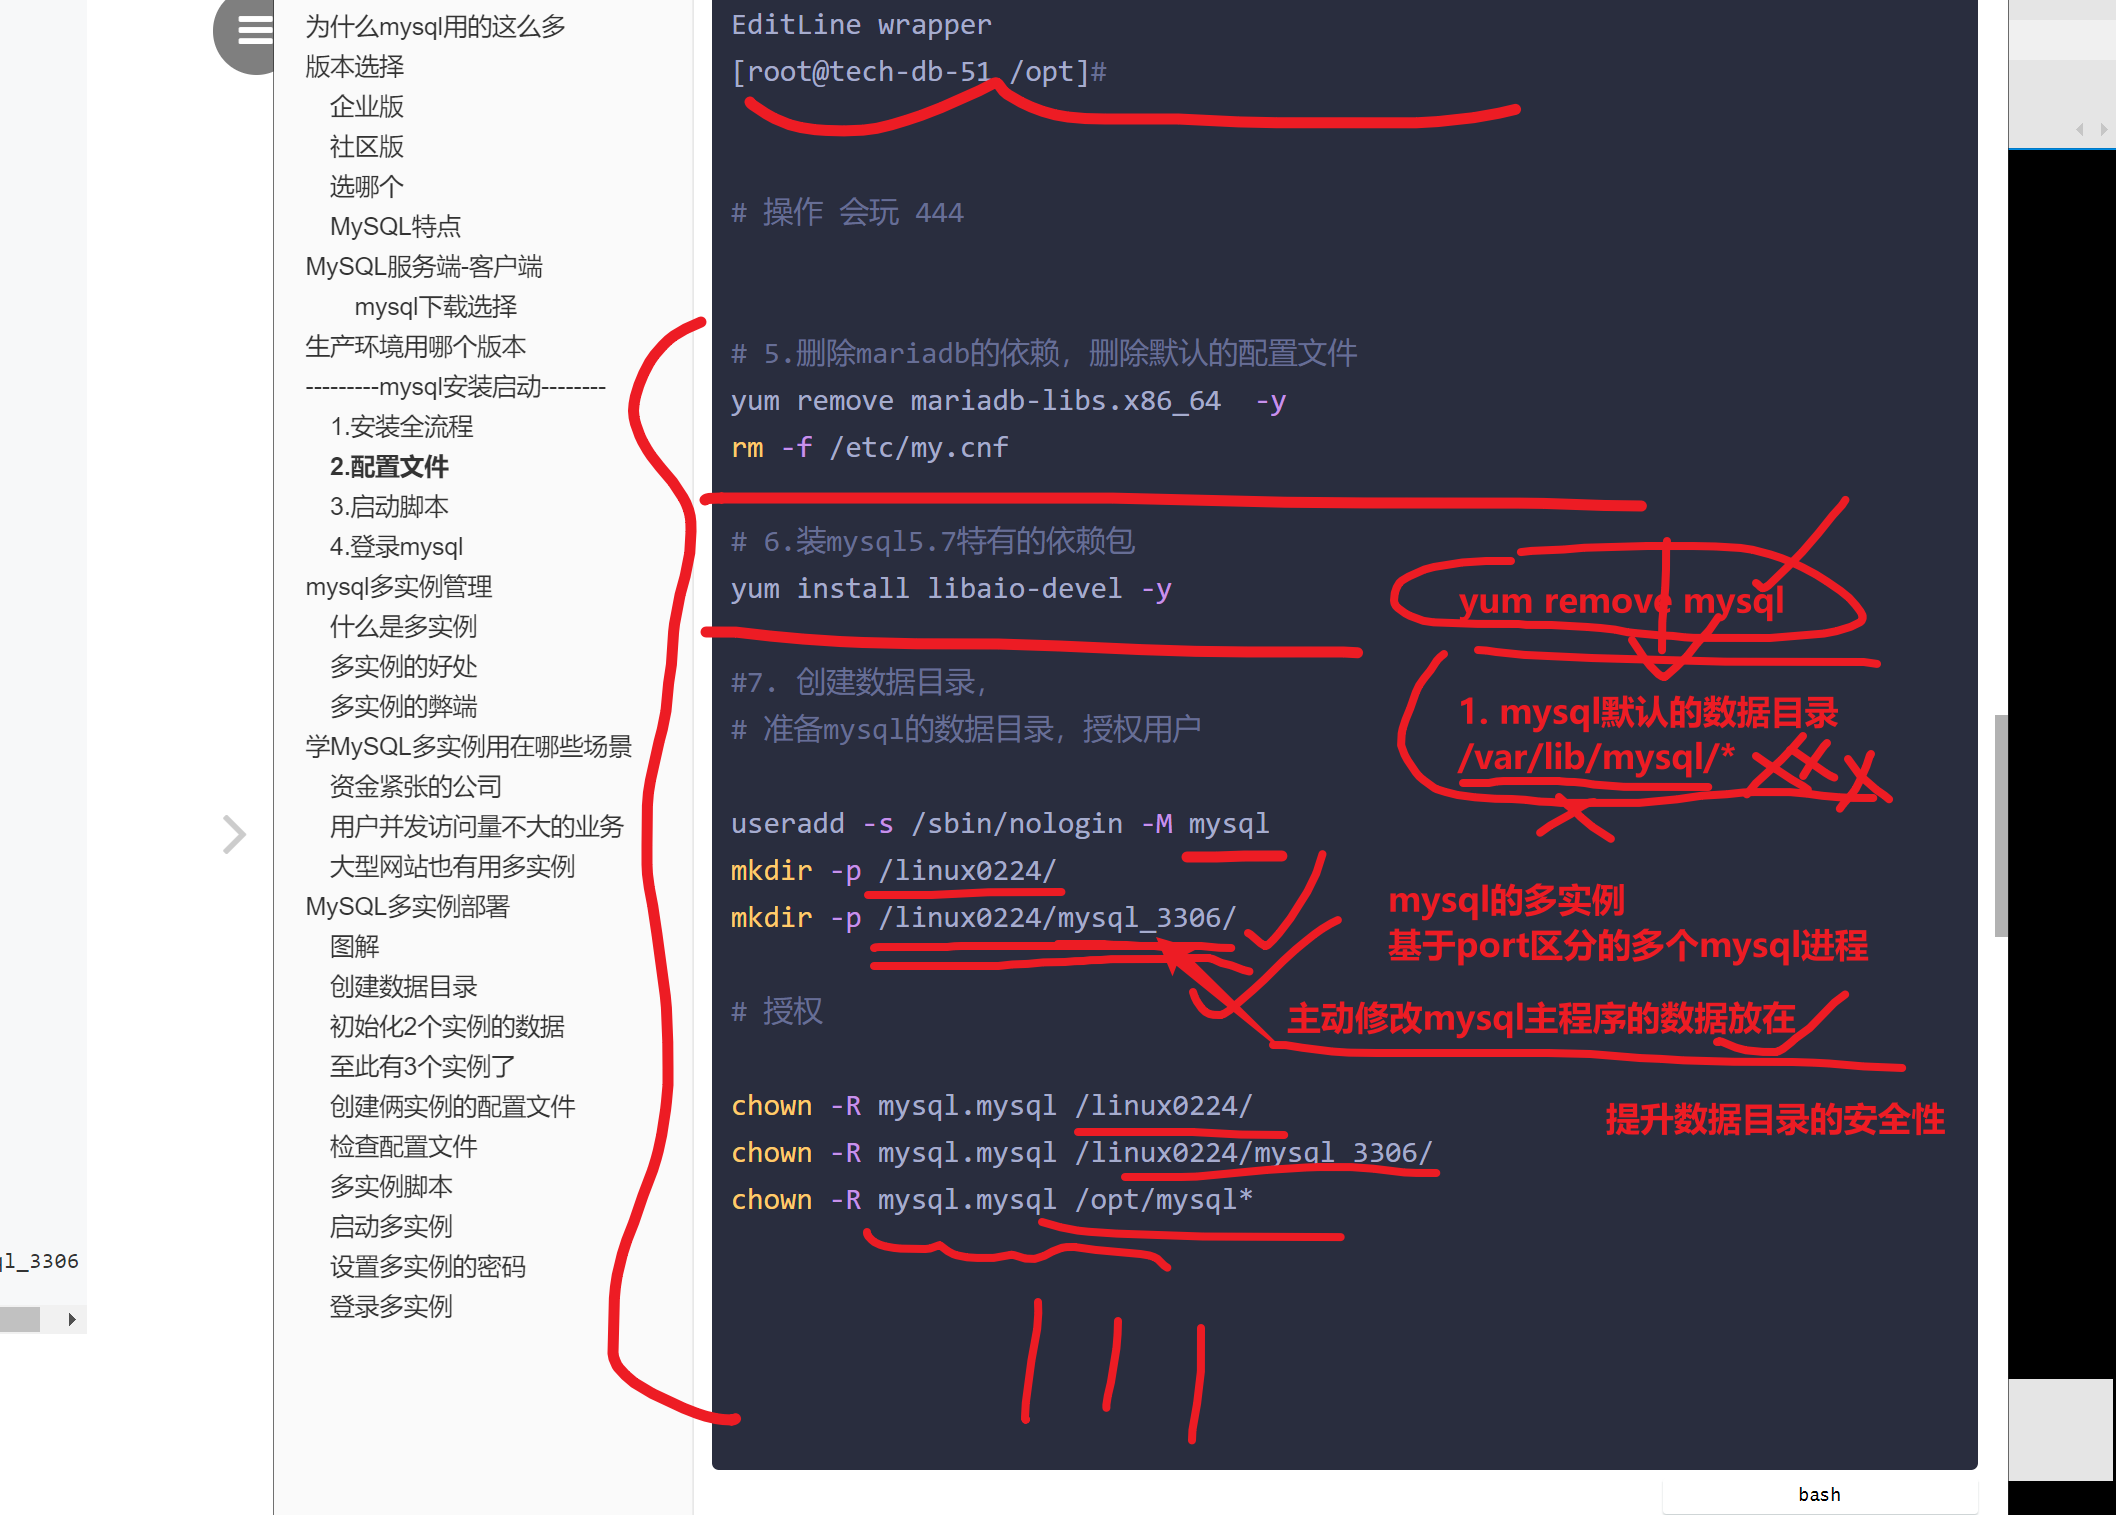 为什么mysql用的这么多
版本选择
企业版
社区版
选哪个
MySQL特点
MySQL服务端-客户端
mysql下载选择
生产环境用哪个版本
---------mysql安装启动--------
1.安装全流程
2.配置文件
3.启动脚本
4.登录mysql
mysql多实例管理
什么是多实例
多实例的好处
多实例的弊端
学MySQL多实例用在哪些场景
资金紧张的公司
用户并发访问量不大的业务
大型网站也有用多实例
MySQL多实例部署
图解
创建数据目录
初始化2个实例的数据
至此有3个实例了
创建俩实例的配置文件
检查配置文件
多实例脚本
启动多实例
设置多实例的密码
登录多实例
l_3306
EditLine wrapper
[root@tech-db-51 /opt]#
# 操作 会玩 444
# 5.删除mariadb的依赖，删除默认的配置文件
yum remove mariadb-libs.x86_64  -y
rm -f /etc/my.cnf
# 6.装mysql5.7特有的依赖包
yum install libaio-devel -y
#7. 创建数据目录，
# 准备mysql的数据目录，授权用户
useradd -s /sbin/nologin -M mysql
mkdir -p /linux0224/
mkdir -p /linux0224/mysql_3306/
# 授权
chown -R mysql.mysql /linux0224/
chown -R mysql.mysql /linux0224/mysql_3306/
chown -R mysql.mysql /opt/mysql*
yum remove mysql
1. mysql默认的数据目录
/var/lib/mysql/*
mysql的多实例
基于port区分的多个mysql进程
主动修改mysql主程序的数据放在
提升数据目录的安全性
bash